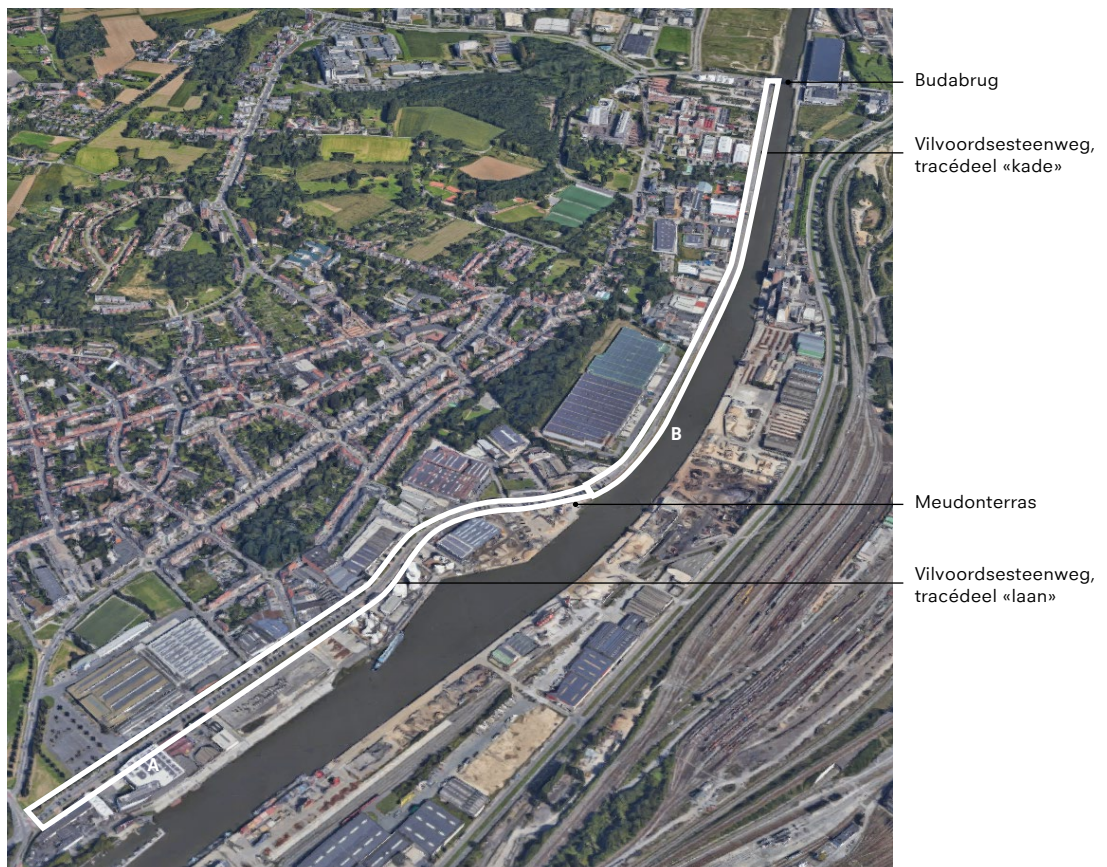 Budabrug
Vilvoordsesteenweg,
tracédeel «kade»
B
Meudonterras
Vilvoordsesteenweg,
tracédeel «laan»
A